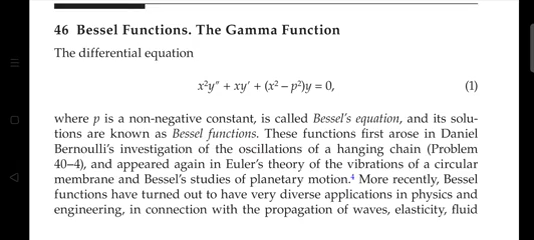 46 Bessel Functions. The Gamma Function
The differential equation
x²y″ + xy′ + (x² – p²)y = 0, (1)
where p is a non-negative constant, is called Bessel's equation, and its solu-
tions are known as Bessel functions. These functions first arose in Daniel
Bernoulli's investigation of the oscillations of a hanging chain (Problem
40–4), and appeared again in Euler's theory of the vibrations of a circular
membrane and Bessel's studies of planetary motion.⁴ More recently, Bessel
functions have turned out to have very diverse applications in physics and
engineering, in connection with the propagation of waves, elasticity, fluid